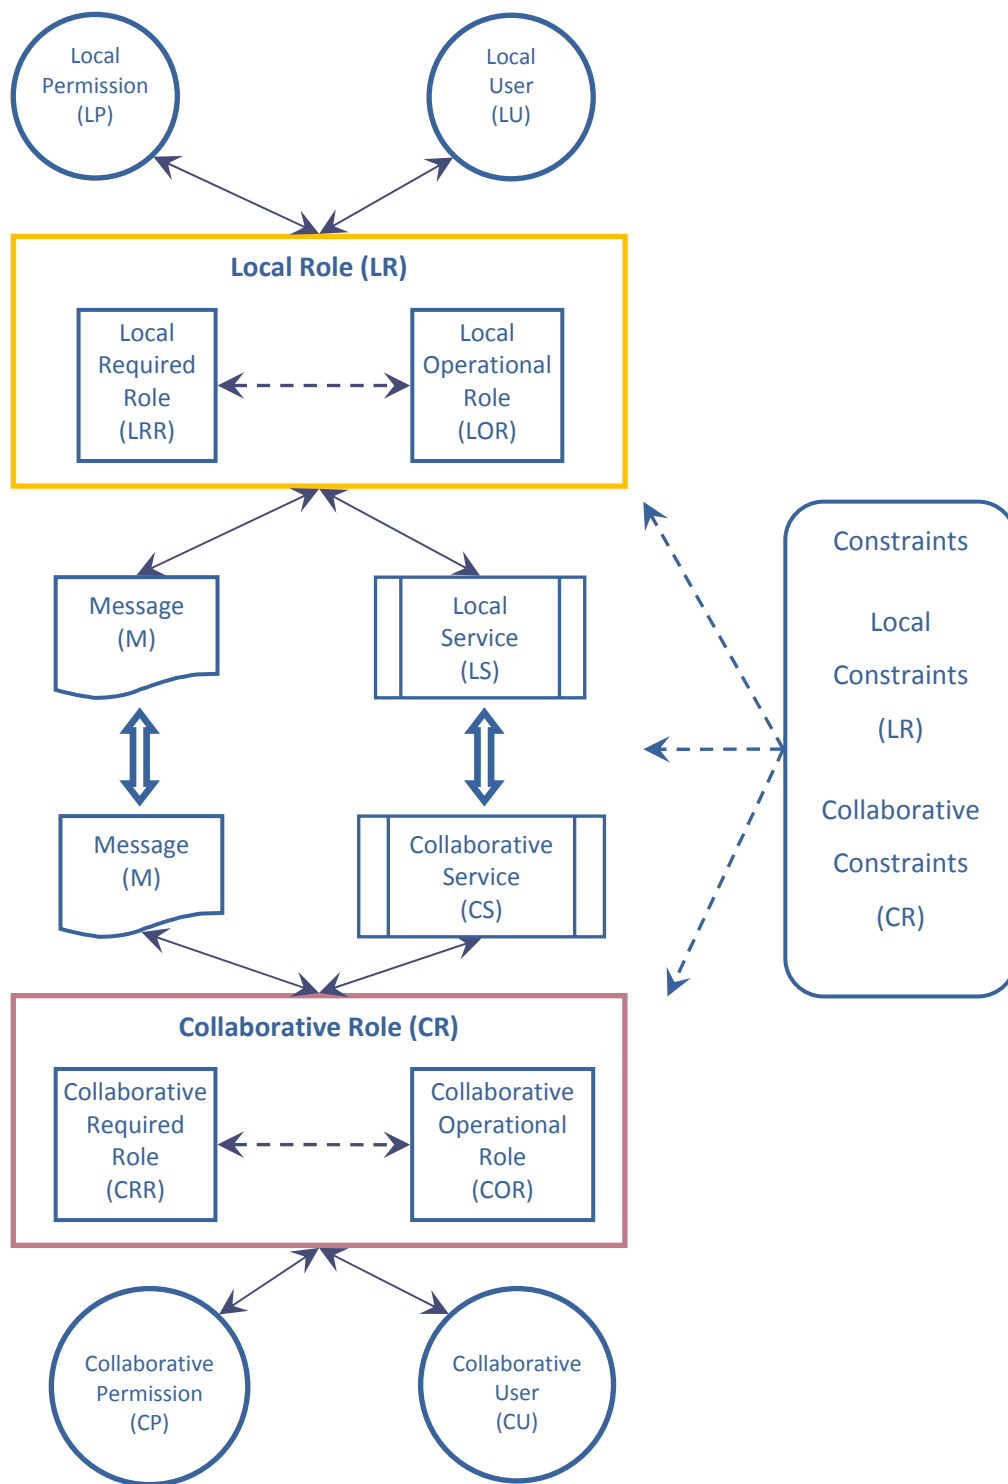 Local
Permission
(LP)
Local
User
(LU)
Local Role (LR)
Local
Required
Role
(LRR)
Local
Operational
Role
(LOR)
Message
(M)
Local
Service
(LS)
Constraints
Local
Constraints
(LR)
Collaborative
Constraints
(CR)
Message
(M)
Collaborative
Service
(CS)
Collaborative Role (CR)
Collaborative
Required
Role
(CRR)
Collaborative
Operational
Role
(COR)
Collaborative
Permission
(CP)
Collaborative
User
(CU)